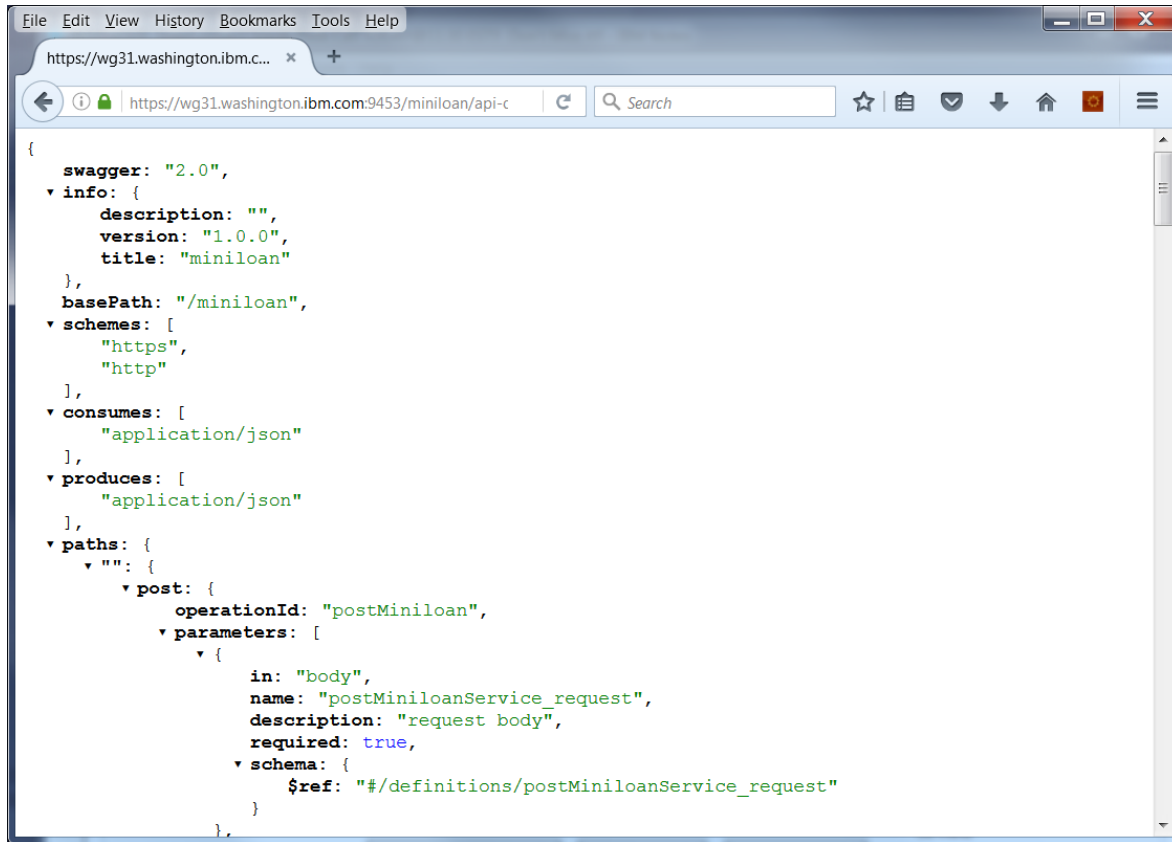 File Edit View History Bookmarks Tools Help
https://wg31.washington.ibm.c... × +
https://wg31.washington.ibm.com:9453/miniloan/api-c Search
{
swagger: "2.0",
▾ info: {
description: "",
version: "1.0.0",
title: "miniloan"
},
basePath: "/miniloan",
▾ schemes: [
"https",
"http"
],
▾ consumes: [
"application/json"
],
▾ produces: [
"application/json"
],
▾ paths: {
▾ "": {
▾ post: {
operationId: "postMiniloan",
▾ parameters: [
▾ {
in: "body",
name: "postMiniloanService_request",
description: "request body",
required: true,
▾ schema: {
$ref: "#/definitions/postMiniloanService_request"
}
},